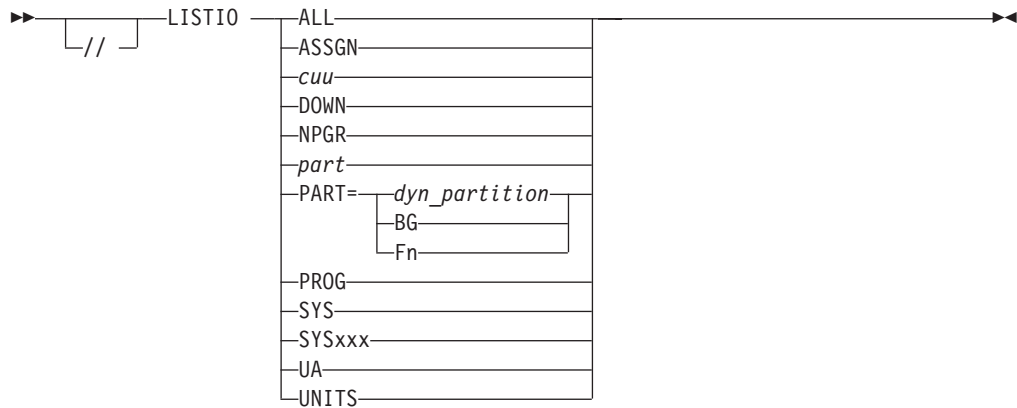 LISTIO ALL
// ASSGN
cuu
DOWN
NPGR
part
PART= dyn_partition
BG
Fn
PROG
SYS
SYSxxx
UA
UNITS